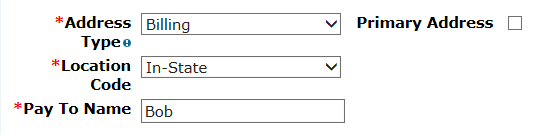 *Address Type Billing Primary Address
*Location Code In-State
*Pay To Name Bob